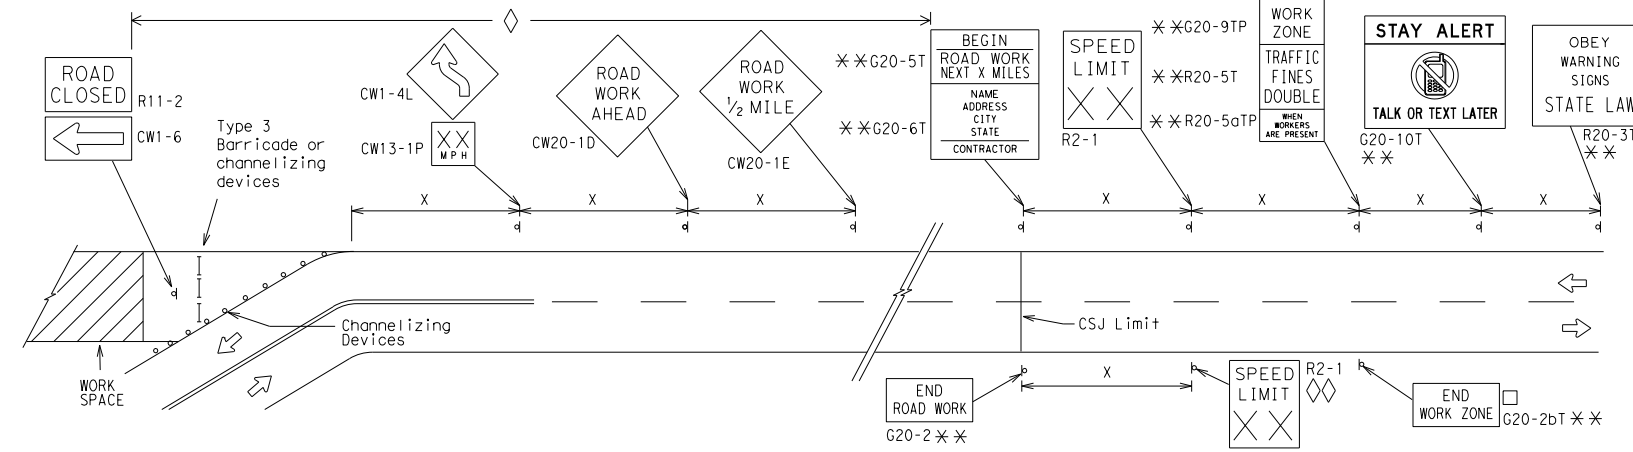 ROAD
CLOSED
R11-2
CW1-6
Type 3
Barricade or
channelizing
devices
CW1-4L
CW13-1P
XX
MPH
X
ROAD
WORK
AHEAD
CW20-1D
X
ROAD
WORK
1/2 MILE
CW20-1E
X
**G20-5T
**G20-6T
BEGIN
ROAD WORK
NEXT X MILES
NAME
ADDRESS
CITY
STATE
CONTRACTOR
SPEED
LIMIT
XX
R2-1
X
**G20-9TP
**R20-5T
**R20-5aTP
WORK
ZONE
TRAFFIC
FINES
DOUBLE
WHEN
WORKERS
ARE PRESENT
X
STAY ALERT
TALK OR TEXT LATER
G20-10T
**
X
OBEY
WARNING
SIGNS
STATE LAW
R20-3T
**
Channelizing
Devices
WORK
SPACE
CSJ Limit
END
ROAD WORK
G20-2**
X
SPEED
LIMIT
XX
R2-1
END
WORK ZONE
G20-2bT**